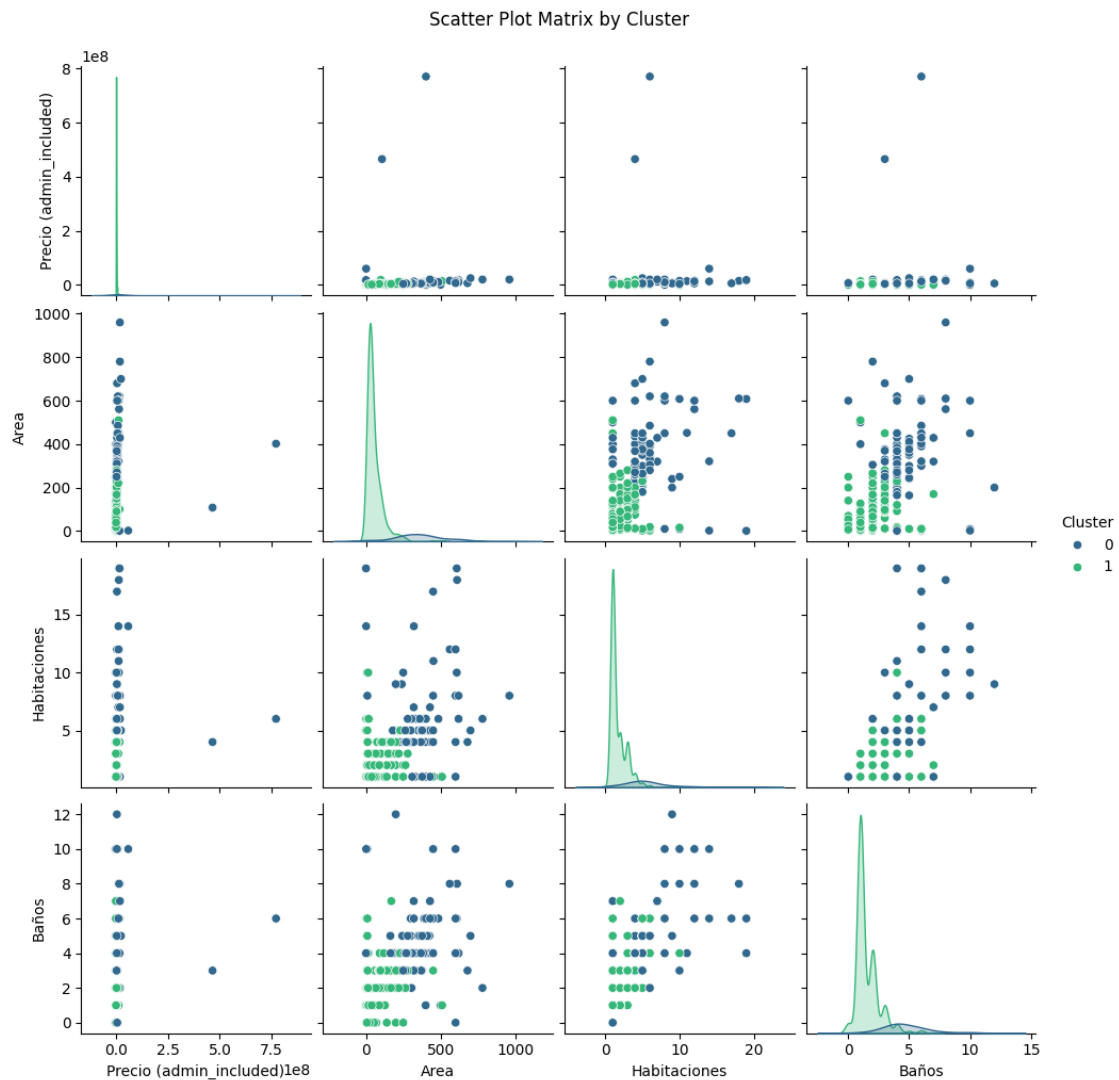 Scatter Plot Matrix by Cluster
1e8
8
6
4
2
0
Precio (admin_included)
1000
800
600
400
200
0
Area
Cluster
0
1
15
10
5
Habitaciones
12
10
8
6
4
2
0
Baños
0.0 2.5 5.0 7.5
0 500 1000
0 10 20
0 5 10 15
Precio (admin_included) 1e8
Area
Habitaciones
Baños